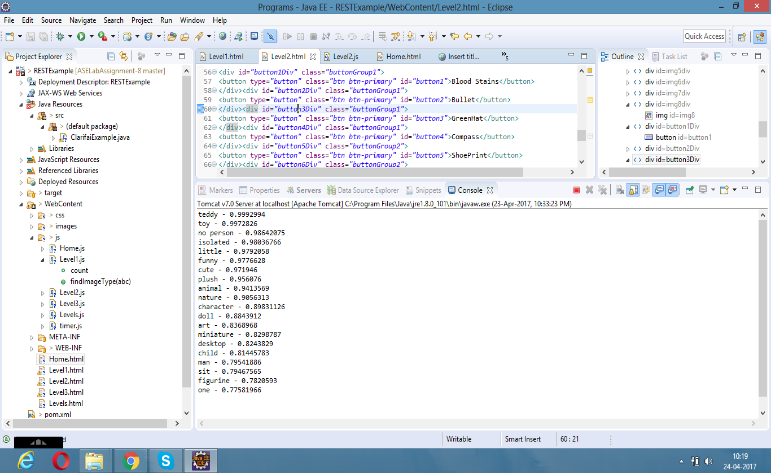 Programs - Java EE - RESTExample/WebContent/Level2.html - Eclipse
File Edit Source Navigate Search Project Run Window Help
Quick Access
Project Explorer
RESTExample [ASELabAssignment-8 master]
Deployment Descriptor: RESTExample
JAX-WS Web Services
Java Resources
> src
> (default package)
> ClarifaiExample.java
Libraries
JavaScript Resources
Referenced Libraries
Deployed Resources
> target
> WebContent
> css
> images
> js
Home.js
Level1.js
count
findImageType(abc)
Level2.js
Level3.js
Levels.js
timer.js
META-INF
> WEB-INF
Home.html
Level1.html
Level2.html
Level3.html
Levels.html
> pom.xml
Level1.html Level2.html Level2.js Home.html Insert titl... »5
56 <div id="button1Div" class="buttonGroup1">
57 <button type="button" class="btn btn-primary" id="button2">Blood Stains</button>
58 </div><div id="button2Div" class="buttonGroup1">
59 <button type="button" class="btn btn-primary" id="button2">Bullet</button>
60 </div><div id="button3Div" class="buttonGroup1">
61 <button type="button" class="btn btn-primary" id="button3">GreenHat</button>
62 </div><div id="button4Div" class="buttonGroup1">
63 <button type="button" class="btn btn-primary" id="button4">Compass</button>
64 </div><div id="button5Div" class="buttonGroup2">
65 <button type="button" class="btn btn-primary" id="button5">ShoePrint</button>
66 </div><div id="button6Div" class="buttonGroup2">
Outline Task List
div id=img5div
div id=img6div
div id=img7div
div id=img8div
img id=img8
div id=button1Div
button id=button1
div id=button2Div
div id=button3Div
Markers Properties Servers Data Source Explorer Snippets Console
Tomcat v7.0 Server at localhost [Apache Tomcat] C:\Program Files\Java\jre1.8.0_101\bin\javaw.exe (23-Apr-2017, 10:33:23 PM)
teddy - 0.9992994
toy - 0.9972826
no person - 0.98642075
isolated - 0.98036766
little - 0.9792058
funny - 0.9776628
cute - 0.971946
plush - 0.956076
animal - 0.9413569
nature - 0.9056313
character - 0.89831126
doll - 0.8843912
art - 0.8368968
miniature - 0.8298787
desktop - 0.8243829
child - 0.81445783
man - 0.79541886
sit - 0.79467565
figurine - 0.7820593
one - 0.77581966
Writable Smart Insert 60 : 21
10:19
24-04-2017